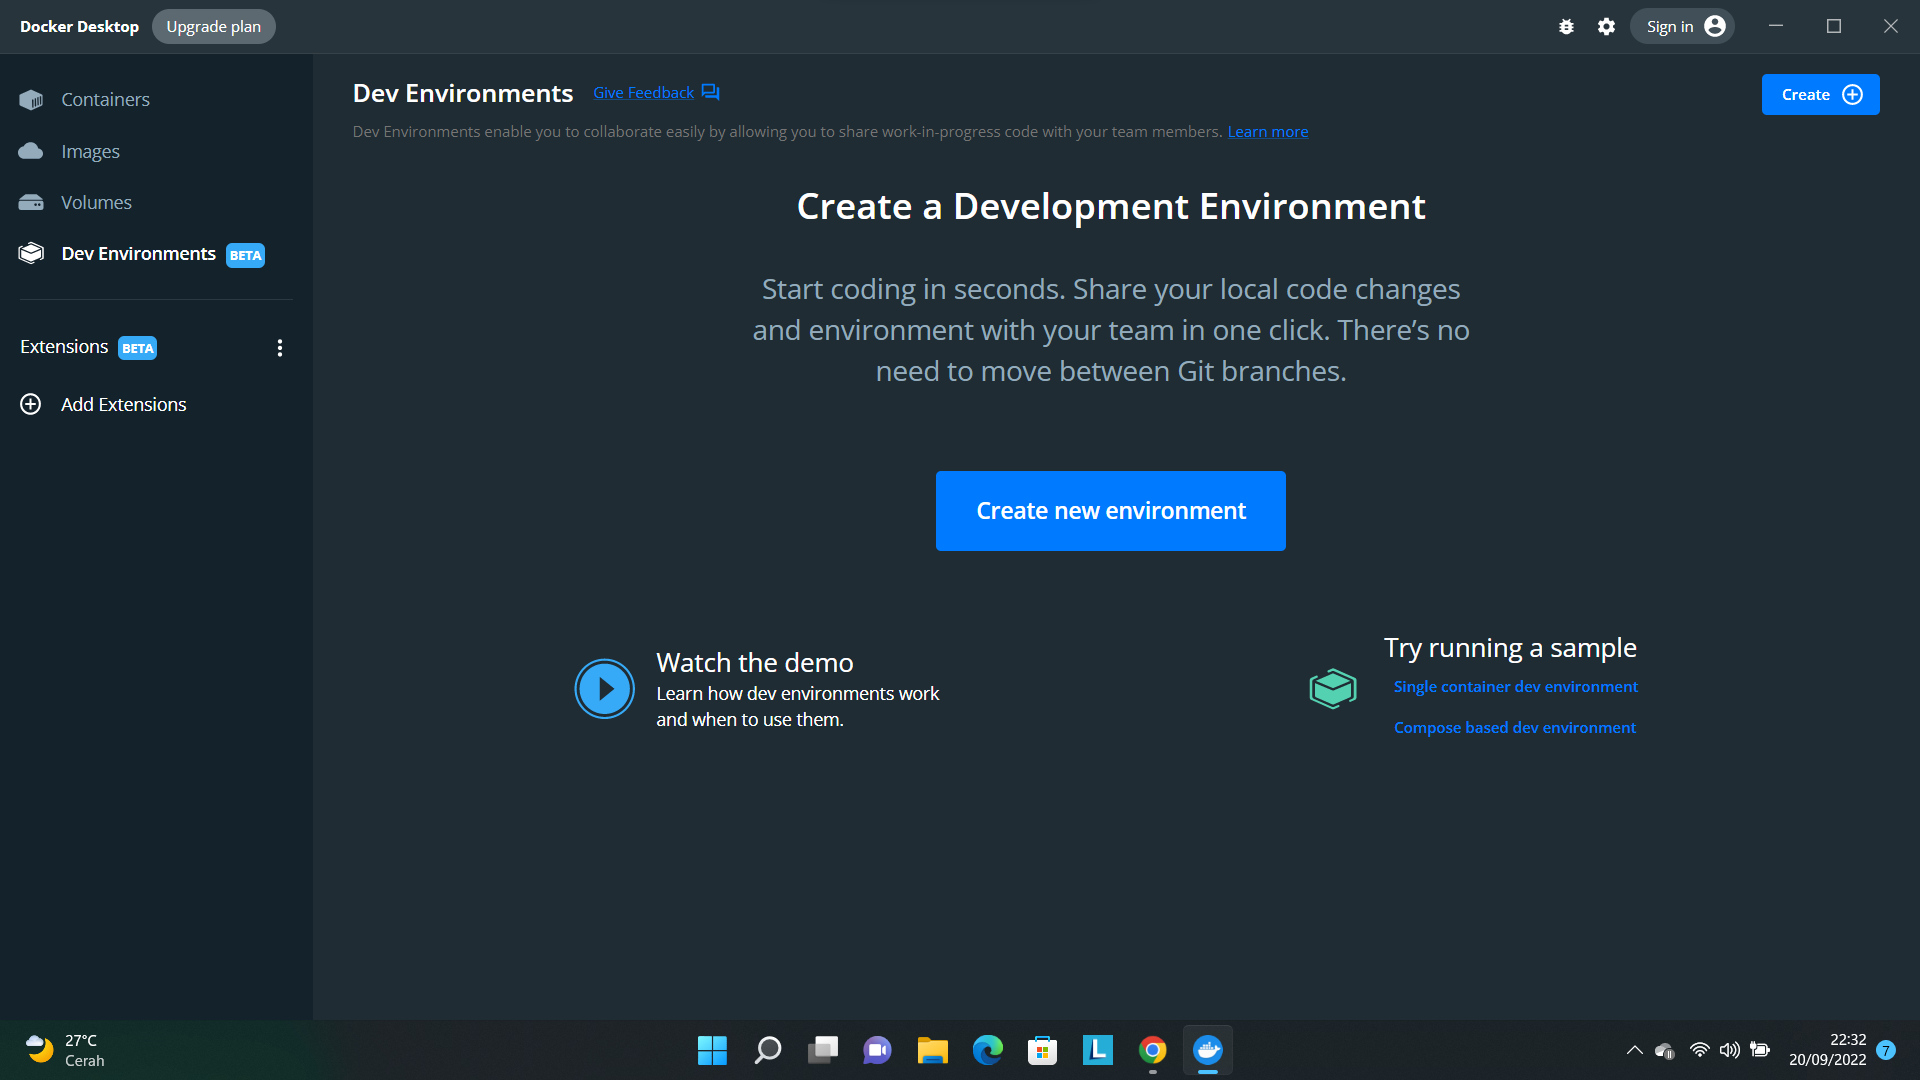 Docker Desktop
Upgrade plan
Sign in
Containers
Images
Volumes
Dev Environments BETA
Extensions BETA
Add Extensions
Dev Environments
Give Feedback
Create
Dev Environments enable you to collaborate easily by allowing you to share work-in-progress code with your team members. Learn more
Create a Development Environment
Start coding in seconds. Share your local code changes
and environment with your team in one click. There’s no
need to move between Git branches.
Create new environment
Watch the demo
Learn how dev environments work
and when to use them.
Try running a sample
Single container dev environment
Compose based dev environment
27°C
Cerah
L
22:32
20/09/2022
7